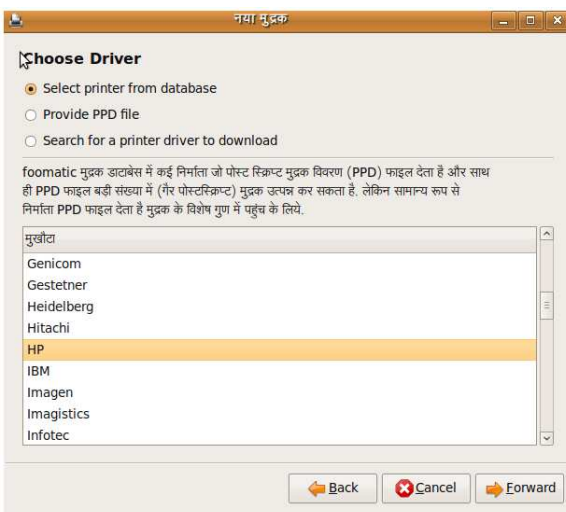 नया मुद्रक
Choose Driver
Select printer from database
Provide PPD file
Search for a printer driver to download
foomatic मुद्रक डाटाबेस में कई निर्माता जो पोस्ट स्क्रिप्ट मुद्रक विवरण (PPD) फाइल देता है और साथ
ही PPD फाइल बड़ी संख्या में (गैर पोस्टस्क्रिप्ट) मुद्रक उत्पन्न कर सकता है. लेकिन सामान्य रूप से
निर्माता PPD फाइल देता है मुद्रक के विशेष गुण में पहुंच के लिये.
मुखौटा
Genicom
Gestetner
Heidelberg
Hitachi
HP
IBM
Imagen
Imagistics
Infotec
Back Cancel Forward